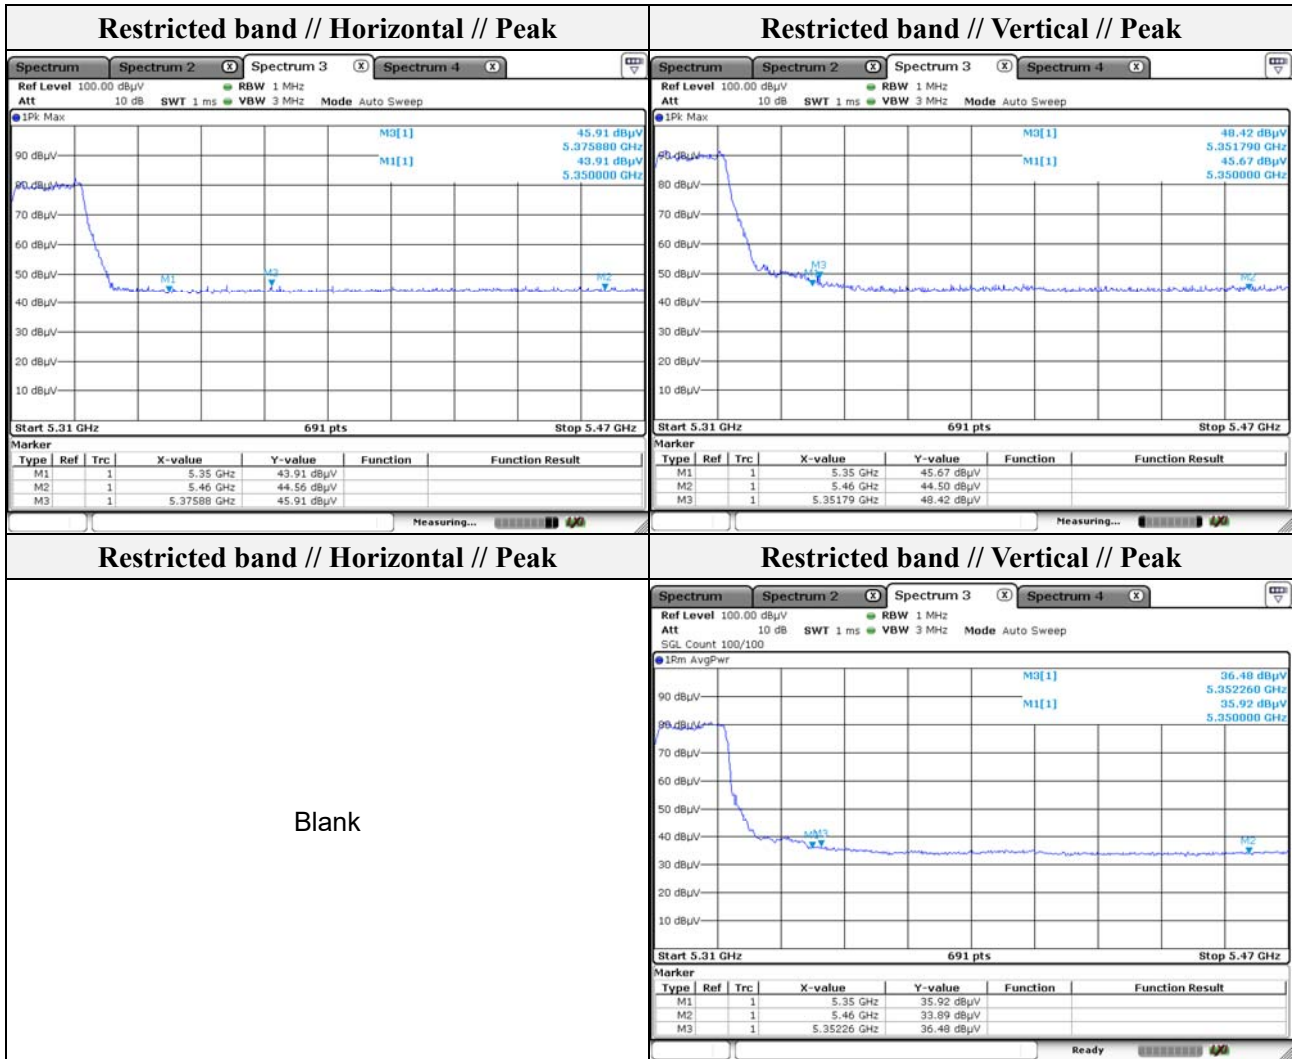 Restricted band // Horizontal // Peak
Spectrum Spectrum 2 X Spectrum 3 X Spectrum 4 X
Ref Level 100.00 dBµV RBW 1 MHz
Att 10 dB SWT 1 ms VBW 3 MHz Mode Auto Sweep
1Pk Max
M3[1] 45.91 dBµV
5.375880 GHz
M1[1] 43.91 dBµV
5.350000 GHz
90 dBµV
80 dBµV
70 dBµV
60 dBµV
50 dBµV
40 dBµV
30 dBµV
20 dBµV
10 dBµV
M1
M3
M2
Start 5.31 GHz 691 pts Stop 5.47 GHz
Marker
Type Ref Trc X-value Y-value Function Function Result
M1 1 5.35 GHz 43.91 dBµV
M2 1 5.46 GHz 44.56 dBµV
M3 1 5.37588 GHz 45.91 dBµV
Measuring...
Restricted band // Vertical // Peak
Spectrum Spectrum 2 X Spectrum 3 X Spectrum 4 X
Ref Level 100.00 dBµV RBW 1 MHz
Att 10 dB SWT 1 ms VBW 3 MHz Mode Auto Sweep
1Pk Max
M3[1] 48.42 dBµV
5.351790 GHz
M1[1] 45.67 dBµV
5.350000 GHz
90 dBµV
80 dBµV
70 dBµV
60 dBµV
50 dBµV
40 dBµV
30 dBµV
20 dBµV
10 dBµV
M3
M1
M2
Start 5.31 GHz 691 pts Stop 5.47 GHz
Marker
Type Ref Trc X-value Y-value Function Function Result
M1 1 5.35 GHz 45.67 dBµV
M2 1 5.46 GHz 44.50 dBµV
M3 1 5.35179 GHz 48.42 dBµV
Measuring...
Restricted band // Horizontal // Peak
Blank
Restricted band // Vertical // Peak
Spectrum Spectrum 2 X Spectrum 3 X Spectrum 4 X
Ref Level 100.00 dBµV RBW 1 MHz
Att 10 dB SWT 1 ms VBW 3 MHz Mode Auto Sweep
SGL Count 100/100
1Rm AvgPwr
M3[1] 36.48 dBµV
5.352260 GHz
M1[1] 35.92 dBµV
5.350000 GHz
90 dBµV
80 dBµV
70 dBµV
60 dBµV
50 dBµV
40 dBµV
30 dBµV
20 dBµV
10 dBµV
M1 M3
M2
Start 5.31 GHz 691 pts Stop 5.47 GHz
Marker
Type Ref Trc X-value Y-value Function Function Result
M1 1 5.35 GHz 35.92 dBµV
M2 1 5.46 GHz 33.89 dBµV
M3 1 5.35226 GHz 36.48 dBµV
Ready